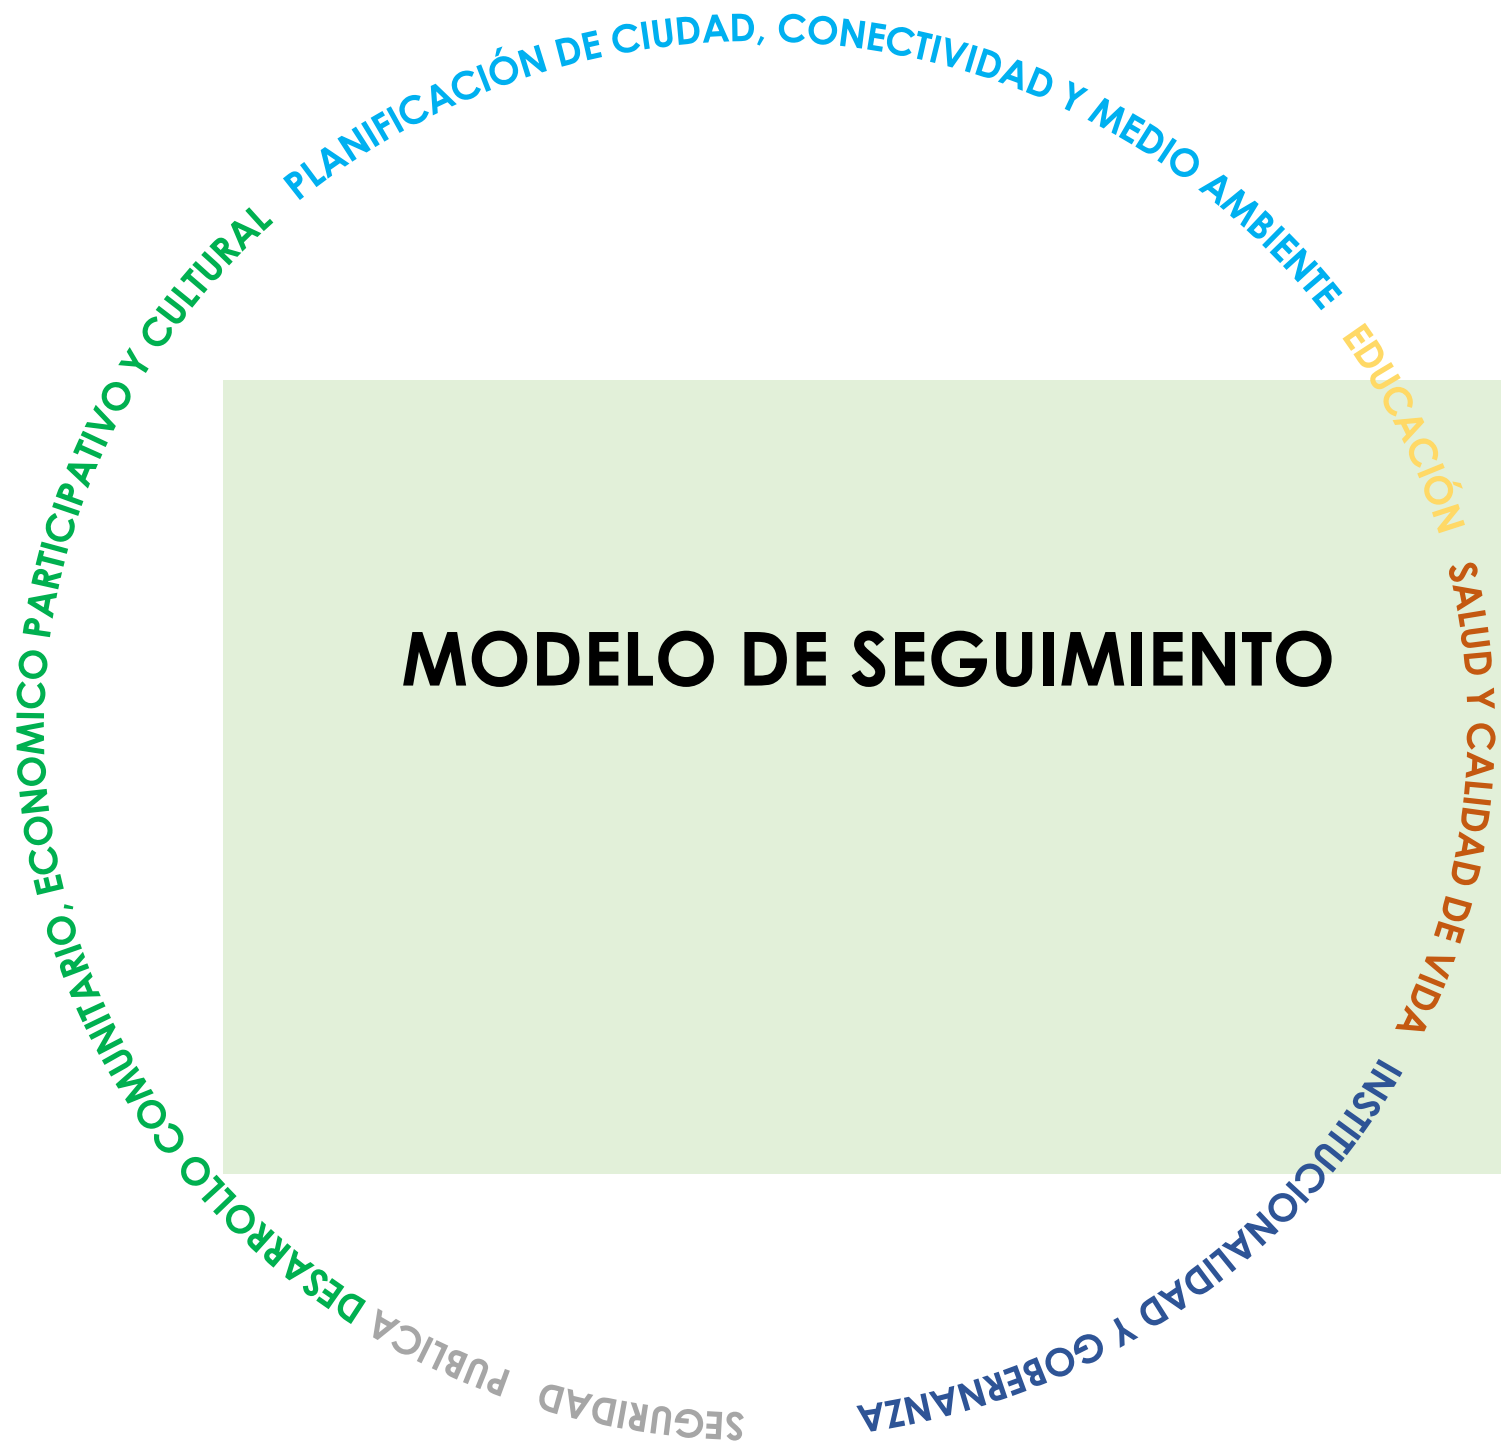 PLANIFICACIÓN DE CIUDAD, CONECTIVIDAD Y MEDIO AMBIENTE
EDUCACIÓN
SALUD Y CALIDAD DE VIDA
INSTITUCIONALIDAD Y GOBERNANZA
SEGURIDAD PUBLICA
DESARROLLO COMUNITARIO, ECONOMICO PARTICIPATIVO Y CULTURAL
MODELO DE SEGUIMIENTO